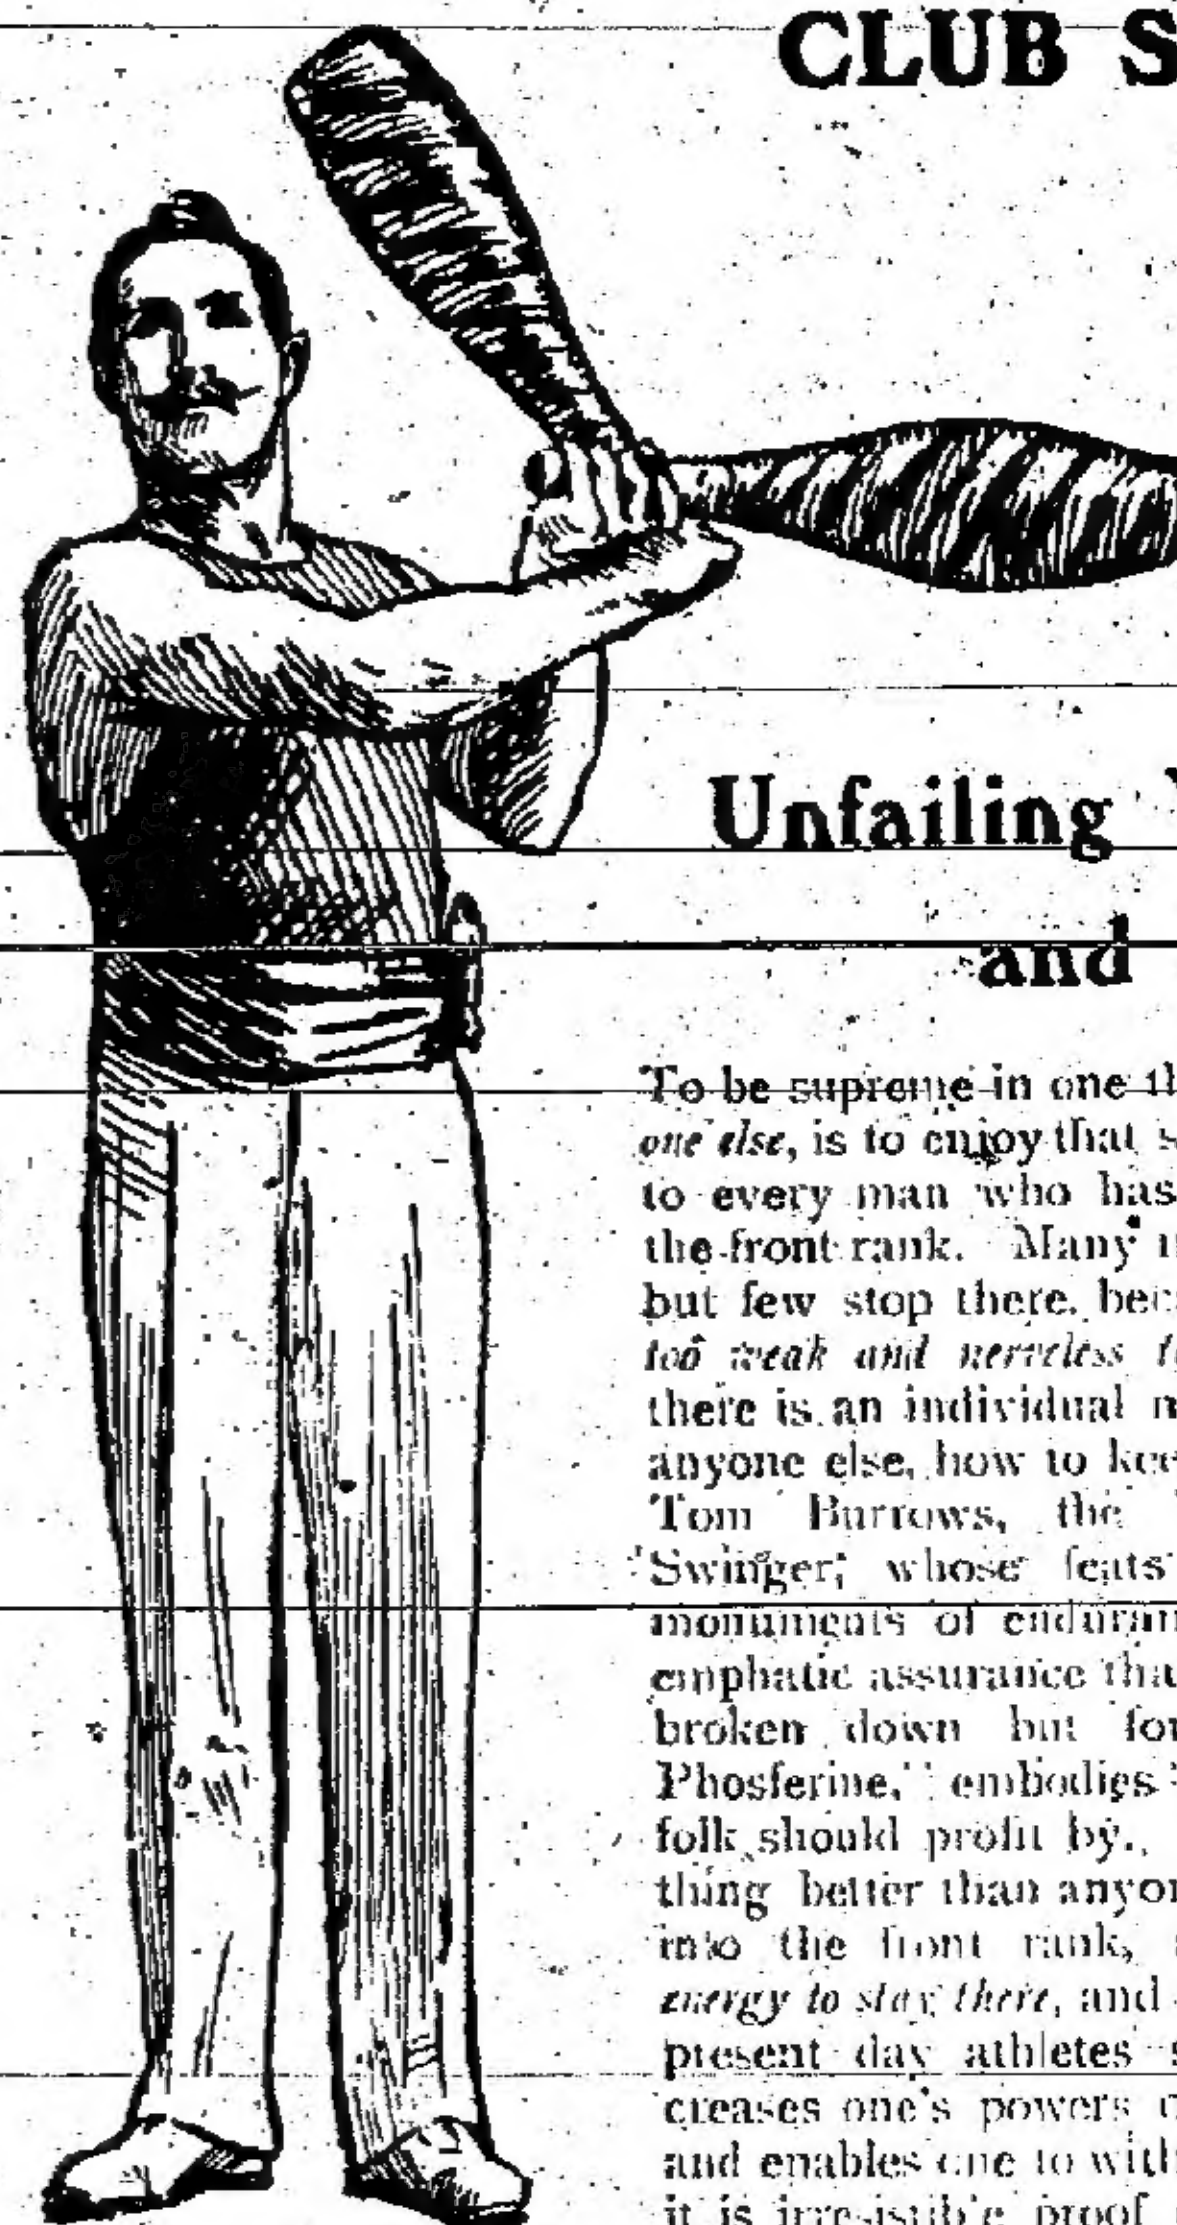 CLUB S
Unfailing
and
To be supreme in one th
one else, is to enjoy that s
to every man who has
the front rank. Many m
but few stop there, beca
too weak and nerveless t
there is an individual m
anyone else, how to kee
Tom Burrows, the
Swinger, whose feats
monuments of enduran
emphatic assurance tha
broken down but for
Phosferine," embodies
folk should profit by.
thing better than anyon
into the front rank,
energy to stay there, and
present day athletes s
creases one's powers o
and enables one to with
it is irresistible proof